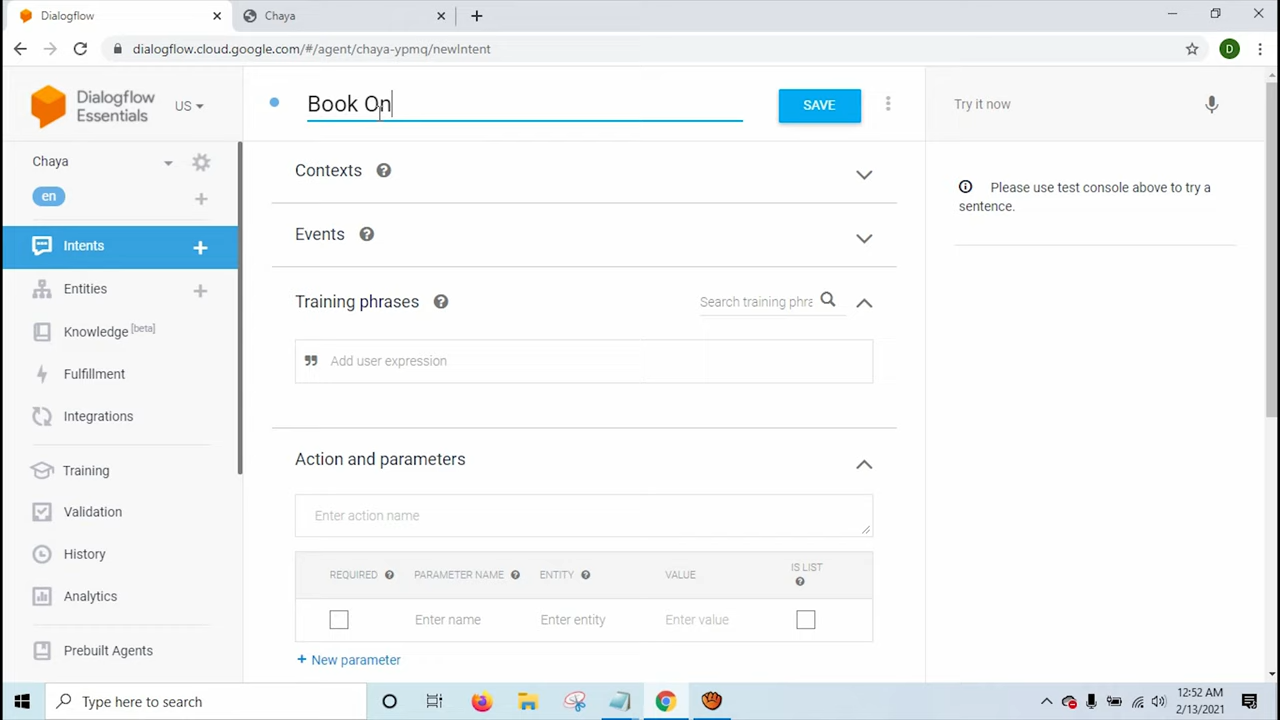 Dialogflow
Chaya
dialogflow.cloud.google.com/#/agent/chaya-ypmq/newIntent
D
Dialogflow
Essentials
US
Book On
SAVE
Try it now
Chaya
en
Contexts
Please use test console above to try a
sentence.
Intents
Events
Entities
Training phrases
Search training phra
Knowledge [beta]
Add user expression
Fulfillment
Integrations
Training
Action and parameters
Validation
Enter action name
History
REQUIRED
PARAMETER NAME
ENTITY
VALUE
IS LIST
Analytics
Enter name
Enter entity
Enter value
Prebuilt Agents
+ New parameter
Type here to search
12:52 AM
2/13/2021